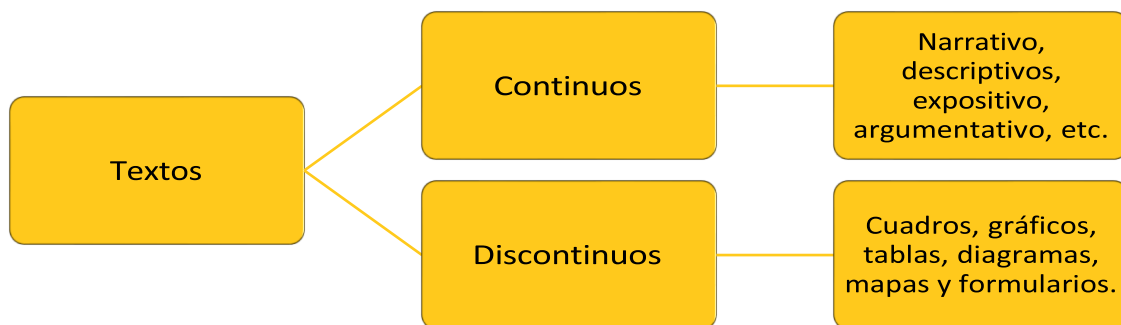 Textos
Continuos
Narrativo,
descriptivos,
expositivo,
argumentativo, etc.
Discontinuos
Cuadros, gráficos,
tablas, diagramas,
mapas y formularios.